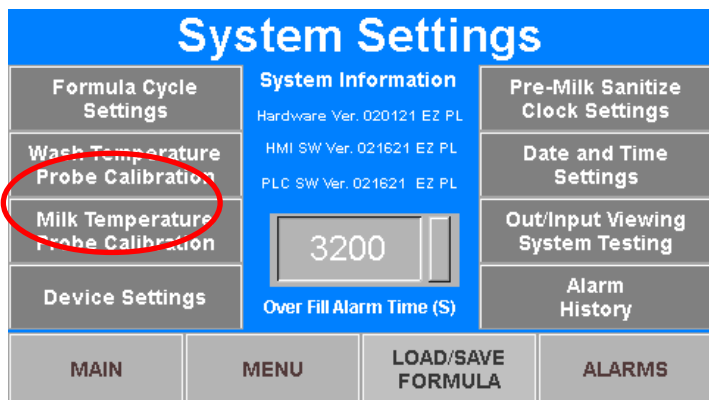 System Settings
Formula Cycle
Settings
Wash Temperature
Probe Calibration
Milk Temperature
Probe Calibration
Device Settings
System Information
Hardware Ver. 020121 EZ PL
HMI SW Ver. 021621 EZ PL
PLC SW Ver. 021621 EZ PL
3200
Over Fill Alarm Time (S)
Pre-Milk Sanitize
Clock Settings
Date and Time
Settings
Out/Input Viewing
System Testing
Alarm
History
MAIN
MENU
LOAD/SAVE
FORMULA
ALARMS